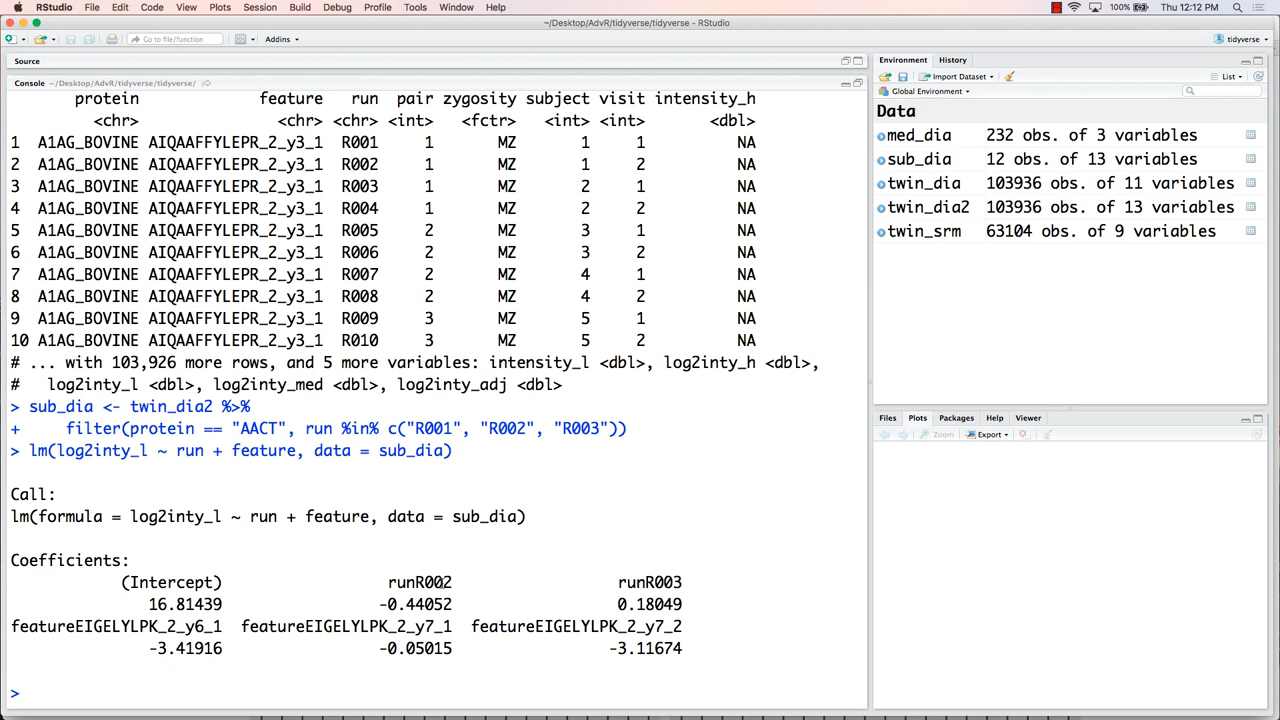 RStudio File Edit Code View Plots Session Build Debug Profile Tools Window Help 100% Thu 12:12 PM
~/Desktop/AdvR/tidyverse/tidyverse - RStudio
Go to file/function Addins tidyverse
Source
Console ~/Desktop/AdvR/tidyverse/tidyverse/
protein feature run pair zygosity subject visit intensity_h
<chr> <chr> <chr> <int> <fctr> <int> <int> <dbl>
1 A1AG_BOVINE AIQAAFFYLEPR_2_y3_1 R001 1 MZ 1 1 NA
2 A1AG_BOVINE AIQAAFFYLEPR_2_y3_1 R002 1 MZ 1 2 NA
3 A1AG_BOVINE AIQAAFFYLEPR_2_y3_1 R003 1 MZ 2 1 NA
4 A1AG_BOVINE AIQAAFFYLEPR_2_y3_1 R004 1 MZ 2 2 NA
5 A1AG_BOVINE AIQAAFFYLEPR_2_y3_1 R005 2 MZ 3 1 NA
6 A1AG_BOVINE AIQAAFFYLEPR_2_y3_1 R006 2 MZ 3 2 NA
7 A1AG_BOVINE AIQAAFFYLEPR_2_y3_1 R007 2 MZ 4 1 NA
8 A1AG_BOVINE AIQAAFFYLEPR_2_y3_1 R008 2 MZ 4 2 NA
9 A1AG_BOVINE AIQAAFFYLEPR_2_y3_1 R009 3 MZ 5 1 NA
10 A1AG_BOVINE AIQAAFFYLEPR_2_y3_1 R010 3 MZ 5 2 NA
# ... with 103,926 more rows, and 5 more variables: intensity_l <dbl>, log2inty_h <dbl>,
# log2inty_l <dbl>, log2inty_med <dbl>, log2inty_adj <dbl>
> sub_dia <- twin_dia2 %>%
+ filter(protein == "AACT", run %in% c("R001", "R002", "R003"))
> lm(log2inty_l ~ run + feature, data = sub_dia)
Call:
lm(formula = log2inty_l ~ run + feature, data = sub_dia)
Coefficients:
(Intercept) runR002 runR003
16.81439 -0.44052 0.18049
featureEIGELYLPK_2_y6_1 featureEIGELYLPK_2_y7_1 featureEIGELYLPK_2_y7_2
-3.41916 -0.05015 -3.11674
>
Environment History
Import Dataset List
Global Environment
Data
med_dia 232 obs. of 3 variables
sub_dia 12 obs. of 13 variables
twin_dia 103936 obs. of 11 variables
twin_dia2 103936 obs. of 13 variables
twin_srm 63104 obs. of 9 variables
Files Plots Packages Help Viewer
Zoom Export